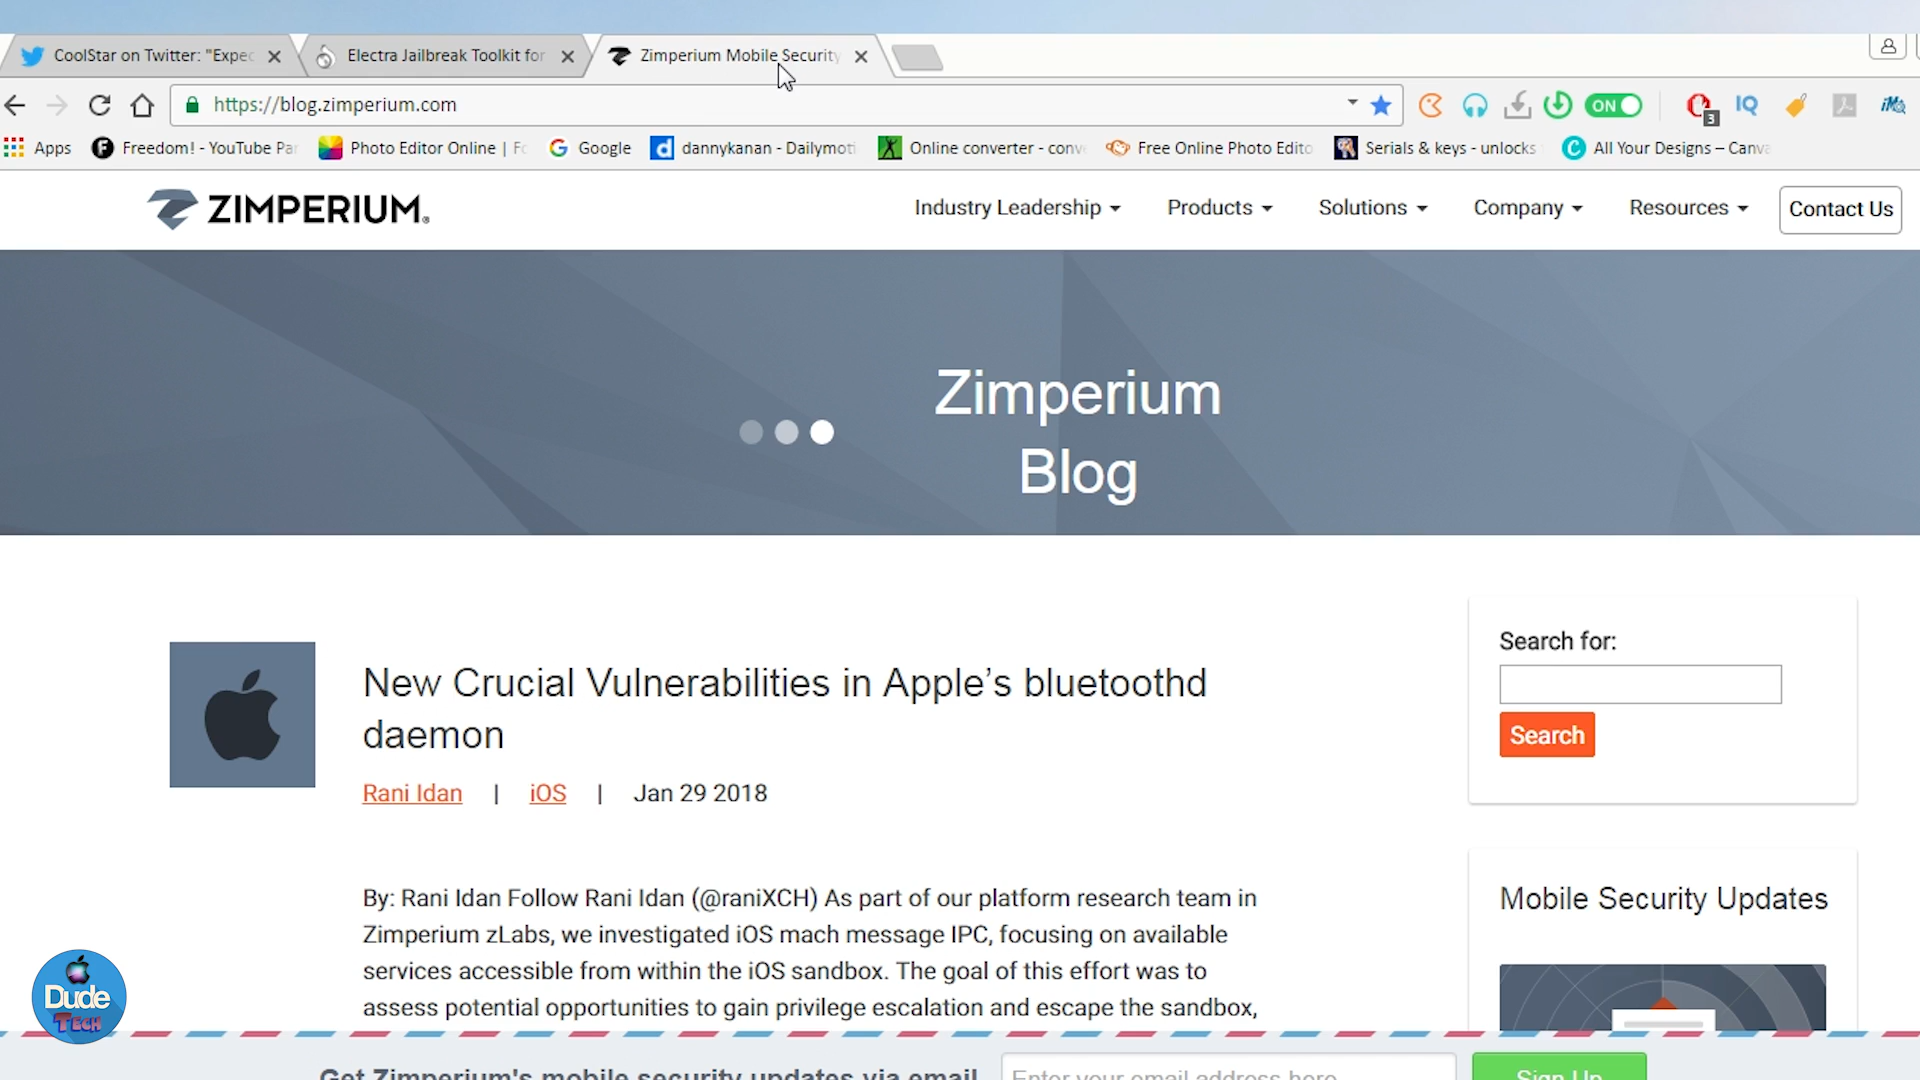 CoolStar on Twitter: "Expec
Electra Jailbreak Toolkit for
Zimperium Mobile Security
https://blog.zimperium.com
ON
3
IQ
Apps
Freedom! - YouTube Par
Photo Editor Online | Fo
Google
dannykanan - Dailymoti
Online converter - conv
Free Online Photo Edito
Serials & keys - unlocks
All Your Designs – Canva
ZIMPERIUM
Industry Leadership
Products
Solutions
Company
Resources
Contact Us
Zimperium
Blog
New Crucial Vulnerabilities in Apple’s bluetoothd
daemon
Rani Idan | iOS | Jan 29 2018
By: Rani Idan Follow Rani Idan (@raniXCH) As part of our platform research team in
Zimperium zLabs, we investigated iOS mach message IPC, focusing on available
services accessible from within the iOS sandbox. The goal of this effort was to
assess potential opportunities to gain privilege escalation and escape the sandbox,
Search for:
Search
Mobile Security Updates
Dude
TECH
Get Zimperium's mobile security updates via email
Enter your email address here
Sign Up